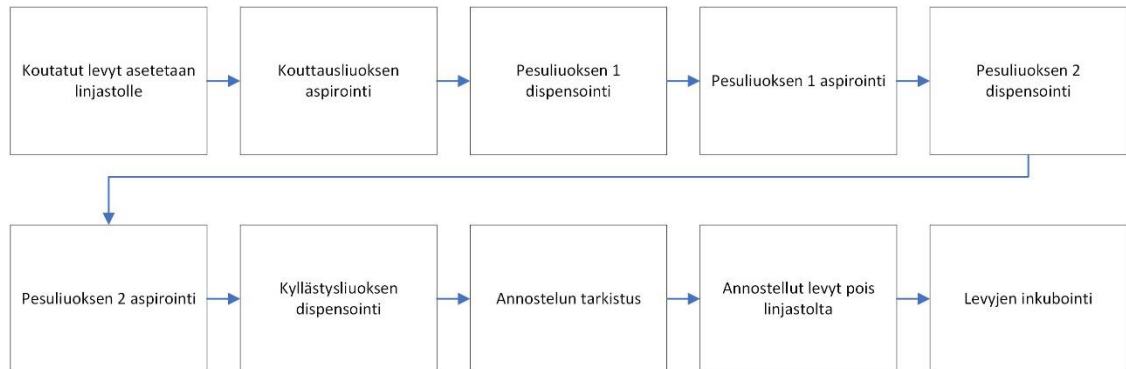 Koutatut levyt asetetaan
linjastolle
Kouttausliuoksen
aspirointi
Pesuliuoksen 1
dispensointi
Pesuliuoksen 1 aspirointi
Pesuliuoksen 2
dispensointi
Pesuliuoksen 2 aspirointi
Kyllästysliuoksen
dispensointi
Annostelun tarkistus
Annostellut levyt pois
linjastolta
Levyjen inkubointi